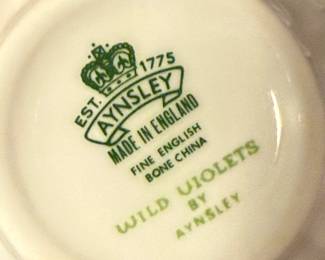 EST. 1775
AYNSLEY
MADE IN ENGLAND
FINE ENGLISH
BONE CHINA
WILD VIOLETS
BY
AYNSLEY